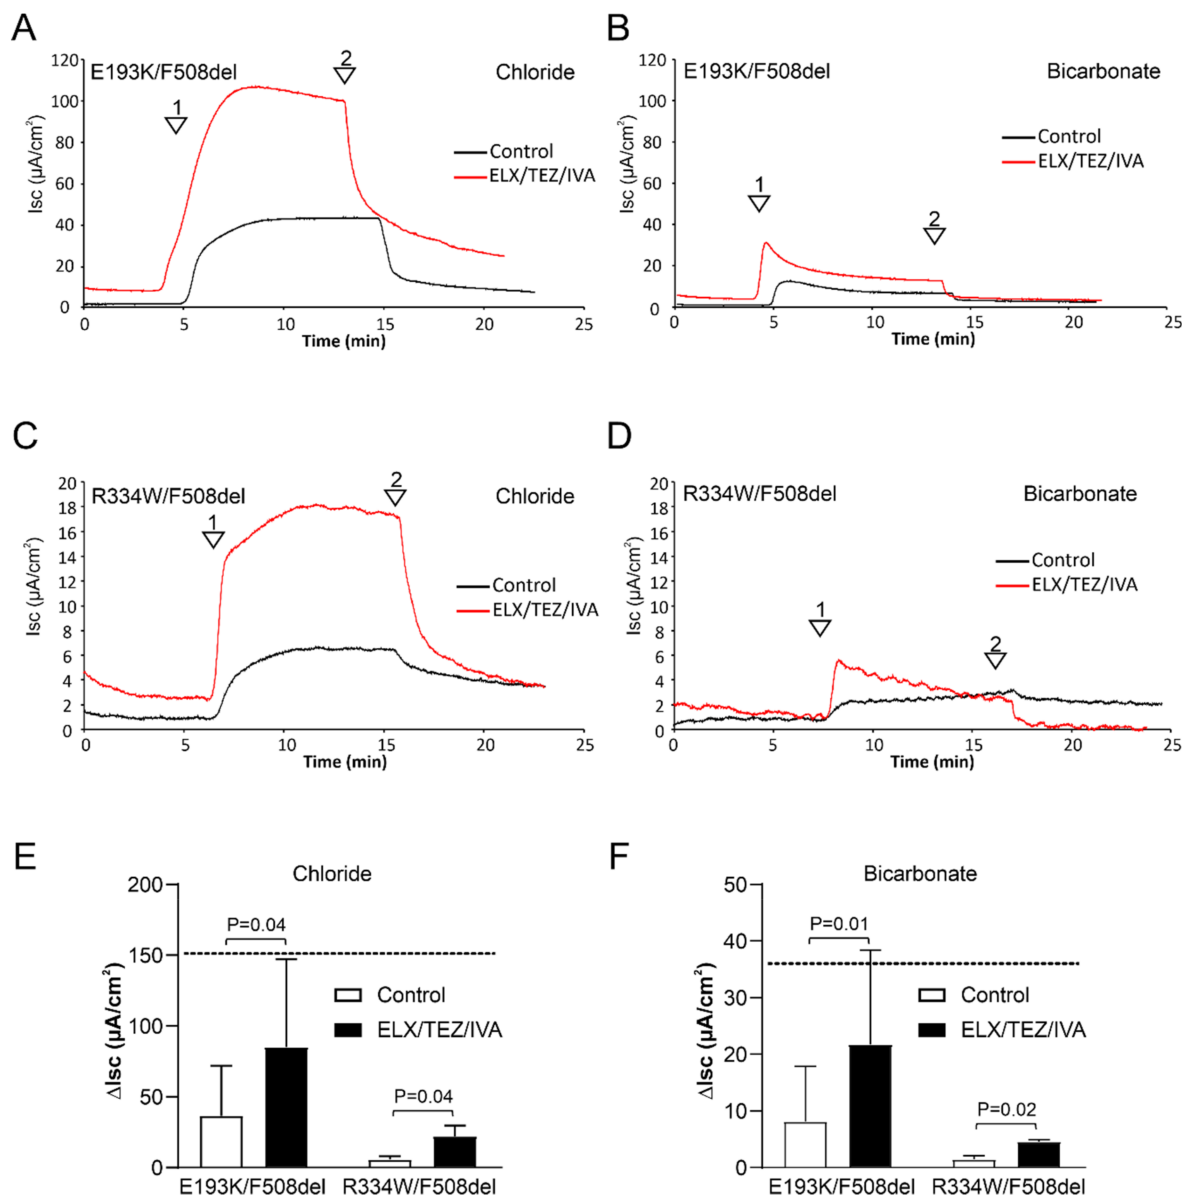 A
E193K/F508del
Chloride
1
2
Control
ELX/TEZ/IVA
Isc (µA/cm²)
120
100
80
60
40
20
0
0 5 10 15 20 25
Time (min)
B
E193K/F508del
Bicarbonate
1
2
Control
ELX/TEZ/IVA
Isc (µA/cm²)
120
100
80
60
40
20
0
0 5 10 15 20 25
Time (min)
C
R334W/F508del
Chloride
1
2
Control
ELX/TEZ/IVA
Isc (µA/cm²)
20
18
16
14
12
10
8
6
4
2
0
0 5 10 15 20 25
Time (min)
D
R334W/F508del
Bicarbonate
1
2
Control
ELX/TEZ/IVA
Isc (µA/cm²)
20
18
16
14
12
10
8
6
4
2
0
0 5 10 15 20 25
Time (min)
E
Chloride
P=0.04
Control
ELX/TEZ/IVA
P=0.04
ΔIsc (µA/cm²)
200
150
100
50
0
E193K/F508del R334W/F508del
F
Bicarbonate
P=0.01
Control
ELX/TEZ/IVA
P=0.02
ΔIsc (µA/cm²)
50
40
30
20
10
0
E193K/F508del R334W/F508del